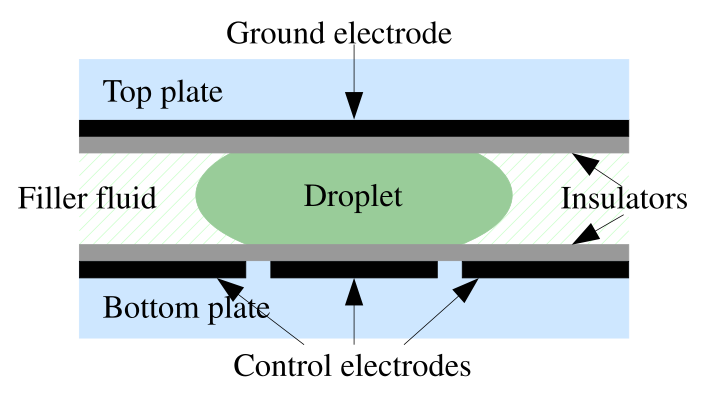 Ground electrode
Top plate
Filler fluid
Droplet
Insulators
Bottom plate
Control electrodes